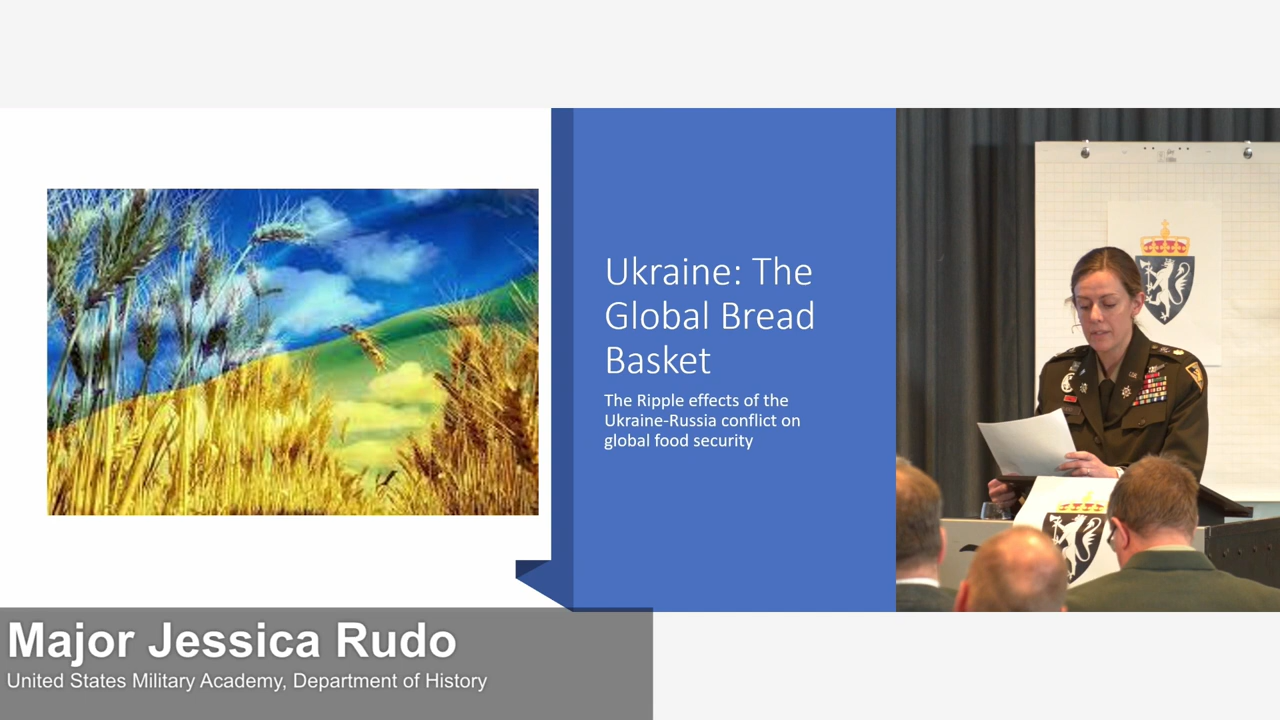 Ukraine: The
Global Bread
Basket
The Ripple effects of the
Ukraine-Russia conflict on
global food security
Major Jessica Rudo
United States Military Academy, Department of History